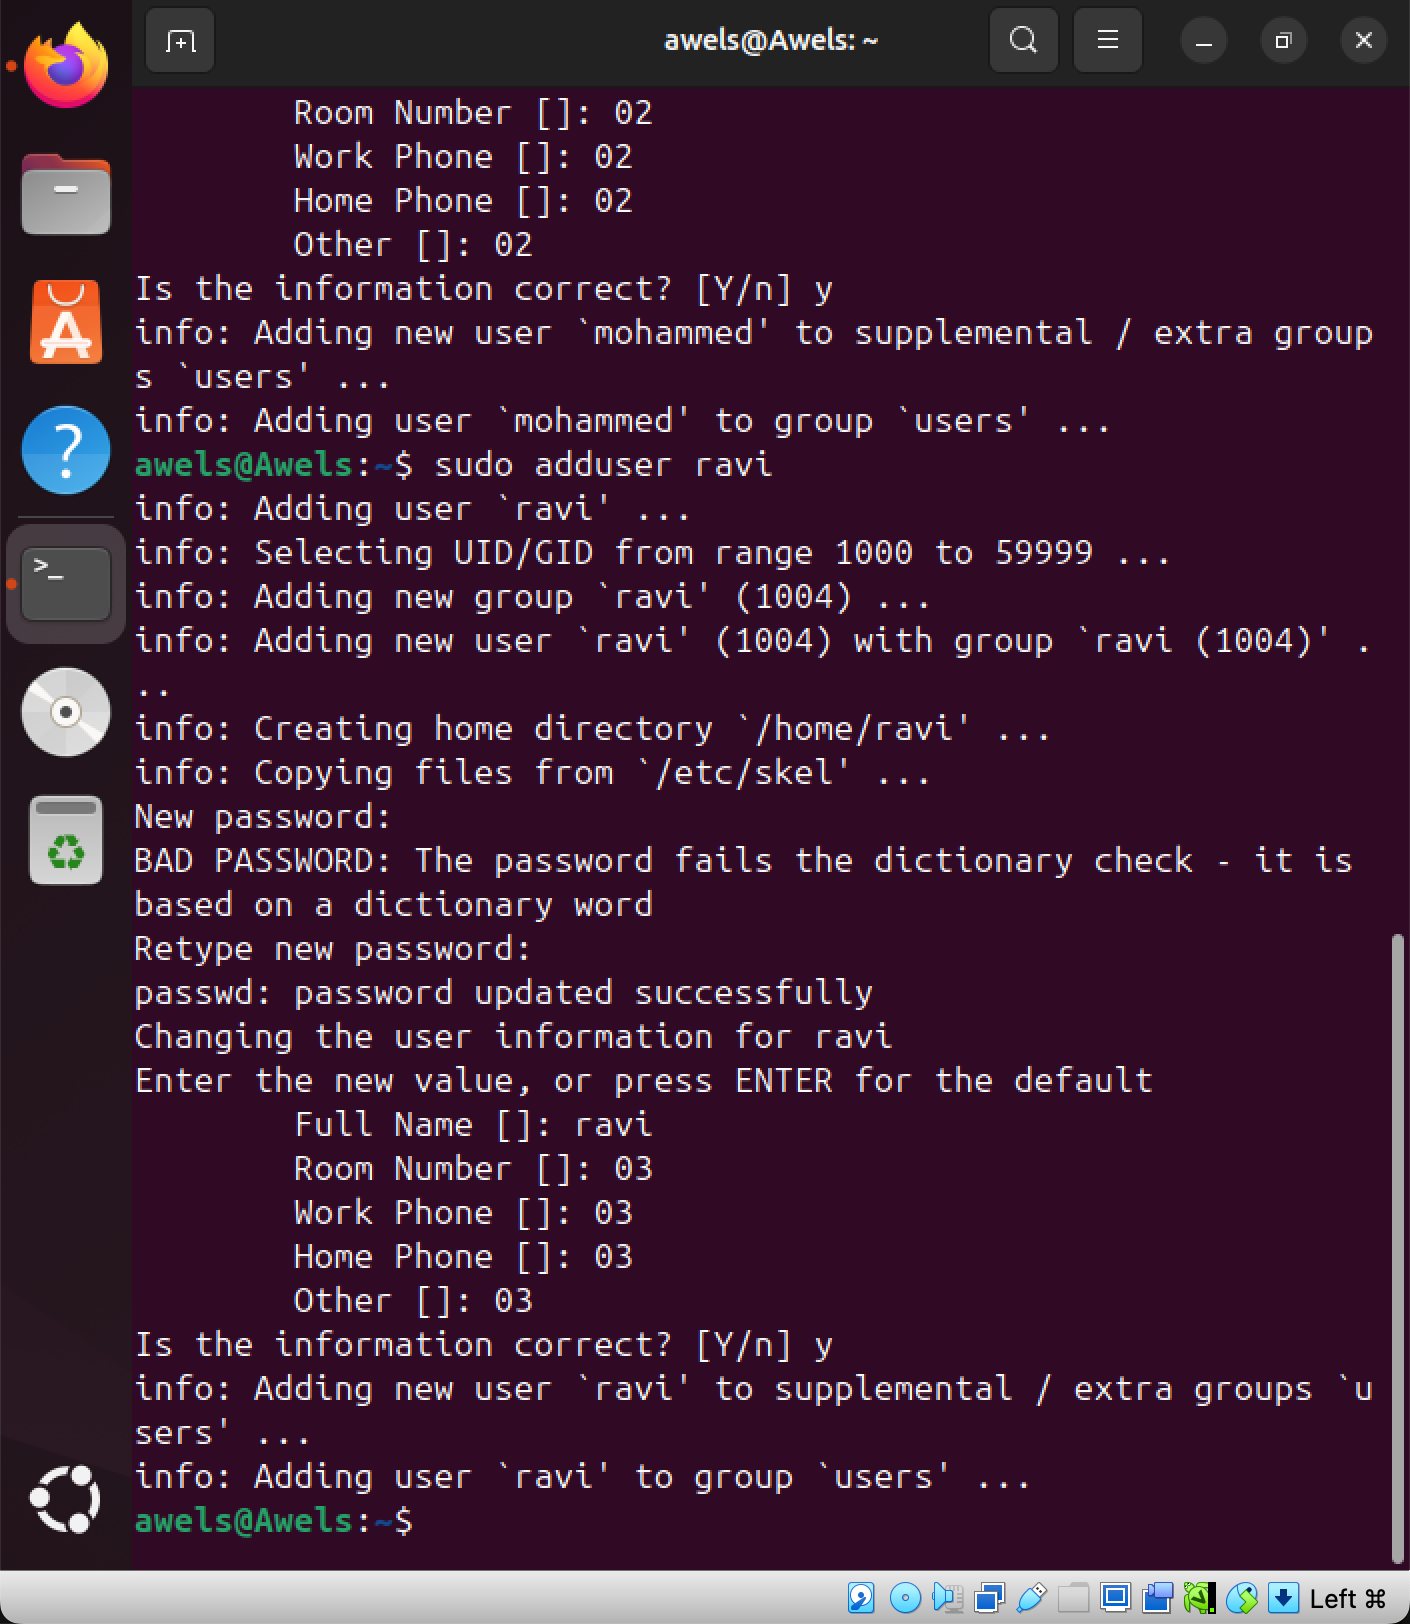 awels@Awels: ~
Room Number []: 02
Work Phone []: 02
Home Phone []: 02
Other []: 02
Is the information correct? [Y/n] y
info: Adding new user `mohammed' to supplemental / extra group
s `users' ...
info: Adding user `mohammed' to group `users' ...
awels@Awels:~$ sudo adduser ravi
info: Adding user `ravi' ...
info: Selecting UID/GID from range 1000 to 59999 ...
info: Adding new group `ravi' (1004) ...
info: Adding new user `ravi' (1004) with group `ravi (1004)' .
..
info: Creating home directory `/home/ravi' ...
info: Copying files from `/etc/skel' ...
New password:
BAD PASSWORD: The password fails the dictionary check - it is
based on a dictionary word
Retype new password:
passwd: password updated successfully
Changing the user information for ravi
Enter the new value, or press ENTER for the default
Full Name []: ravi
Room Number []: 03
Work Phone []: 03
Home Phone []: 03
Other []: 03
Is the information correct? [Y/n] y
info: Adding new user `ravi' to supplemental / extra groups `u
sers' ...
info: Adding user `ravi' to group `users' ...
awels@Awels:~$
Left ⌘